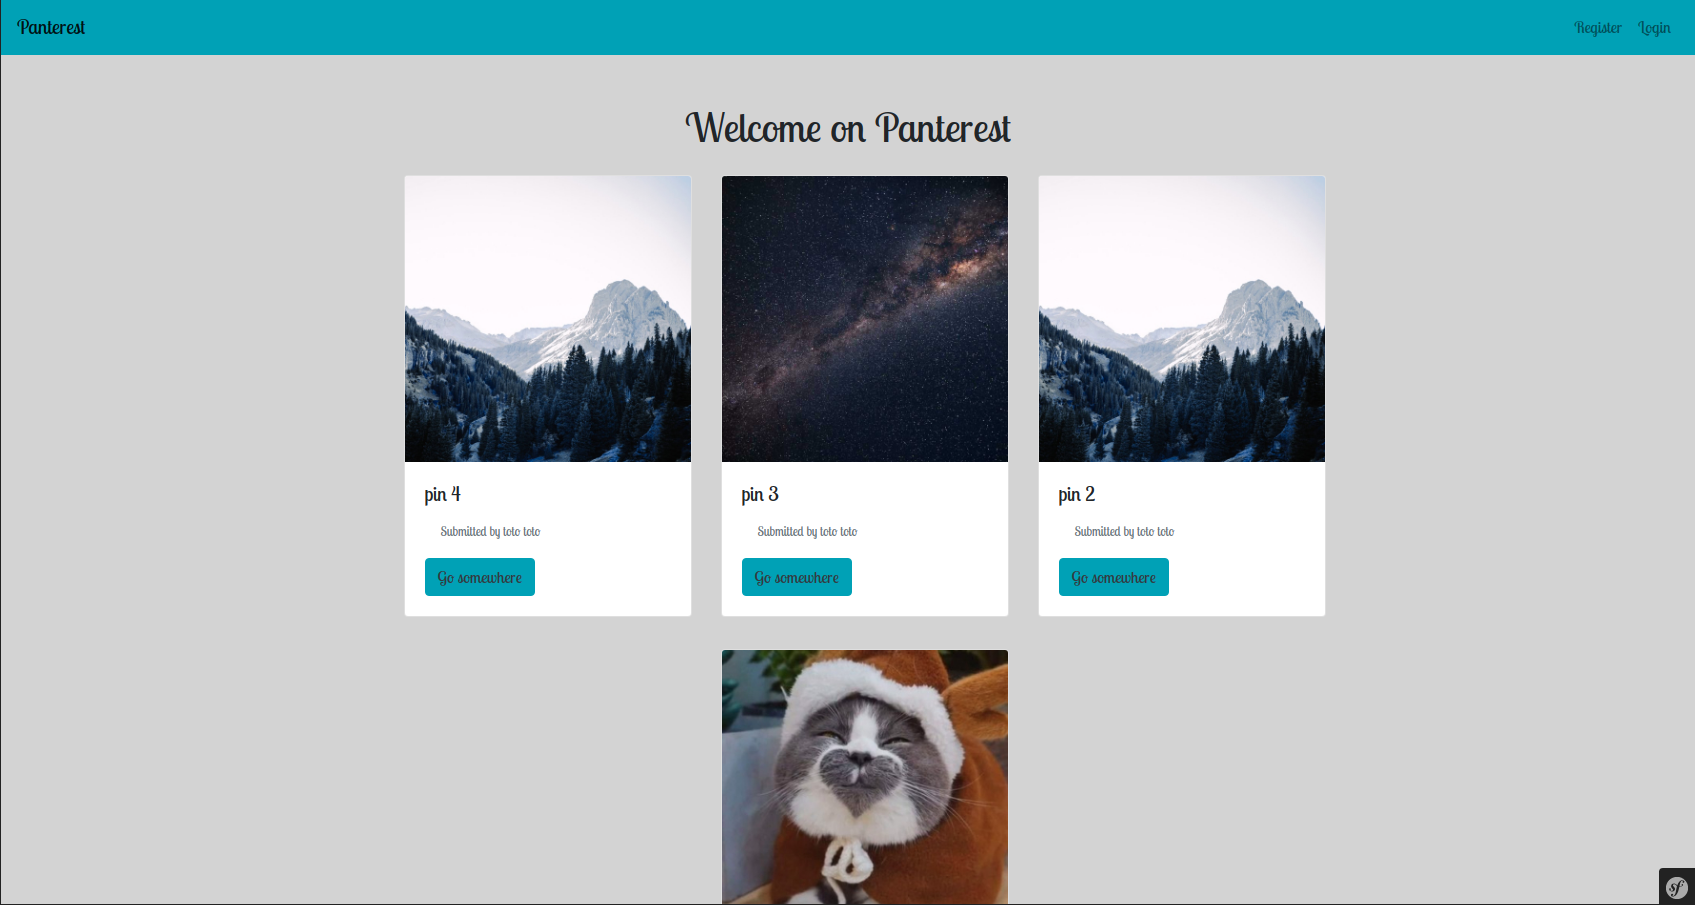 Panterest
Register Login
Welcome on Panterest
pin 4
Submitted by toto toto
Go somewhere
pin 3
Submitted by toto toto
Go somewhere
pin 2
Submitted by toto toto
Go somewhere
sf